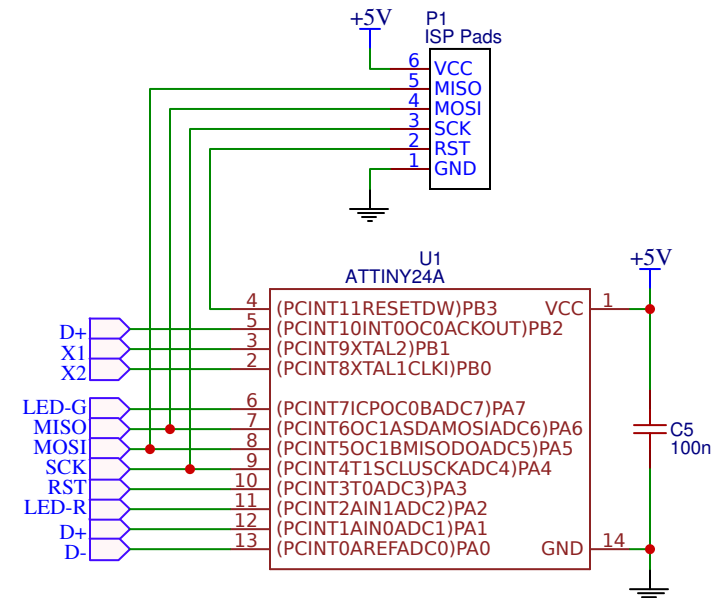 +5V
P1
ISP Pads
6 VCC
5 MISO
4 MOSI
3 SCK
2 RST
1 GND
U1
ATTINY24A
+5V
4 (PCINT11RESETDW)PB3 VCC 1
D+ 5 (PCINT10INT0OC0ACKOUT)PB2
X1 3 (PCINT9XTAL2)PB1
X2 2 (PCINT8XTAL1CLKI)PB0
LED-G 6 (PCINT7ICPOC0BADC7)PA7
MISO 7 (PCINT6OC1ASDAMOSIADC6)PA6
MOSI 8 (PCINT5OC1BMISODOADC5)PA5
SCK 9 (PCINT4T1SCLUSCKADC4)PA4
RST 10 (PCINT3T0ADC3)PA3
LED-R 11 (PCINT2AIN1ADC2)PA2
D+ 12 (PCINT1AIN0ADC1)PA1
D- 13 (PCINT0AREFADC0)PA0 GND 14
C5
100n